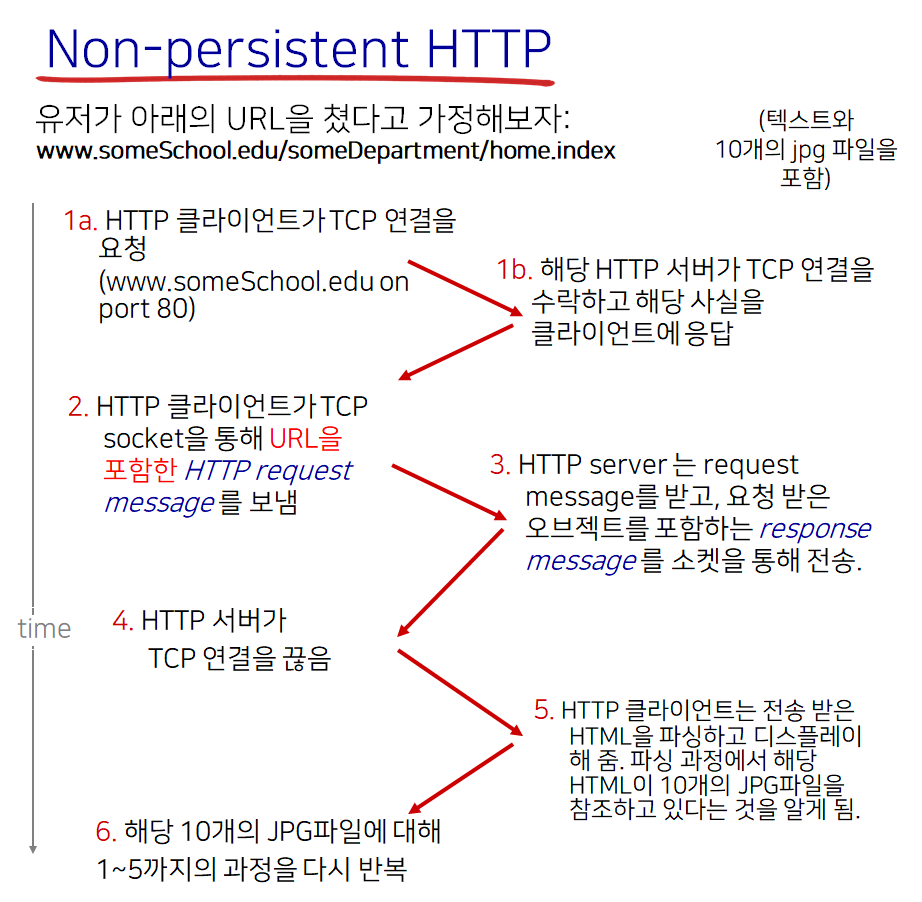 Non-persistent HTTP
유저가 아래의 URL을 쳤다고 가정해보자:
www.someSchool.edu/someDepartment/home.index
(텍스트와
10개의 jpg 파일을
포함)
1a. HTTP 클라이언트가 TCP 연결을
요청
(www.someSchool.edu on
port 80)
1b. 해당 HTTP 서버가 TCP 연결을
수락하고 해당 사실을
클라이언트에 응답
2. HTTP 클라이언트가 TCP
socket을 통해 URL을
포함한 HTTP request
message 를 보냄
3. HTTP server 는 request
message를 받고, 요청 받은
오브젝트를 포함하는 response
message 를 소켓을 통해 전송.
time
4. HTTP 서버가
TCP 연결을 끊음
5. HTTP 클라이언트는 전송 받은
HTML을 파싱하고 디스플레이
해 줌. 파싱 과정에서 해당
HTML이 10개의 JPG파일을
참조하고 있다는 것을 알게 됨.
6. 해당 10개의 JPG파일에 대해
1~5까지의 과정을 다시 반복